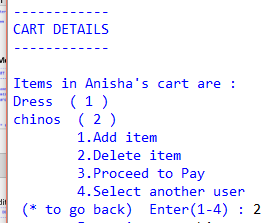 ------------
CART DETAILS
------------
Items in Anisha's cart are :
Dress  ( 1 )
chinos  ( 2 )
        1.Add item
        2.Delete item
        3.Proceed to Pay
        4.Select another user
 (* to go back)  Enter(1-4) : 2